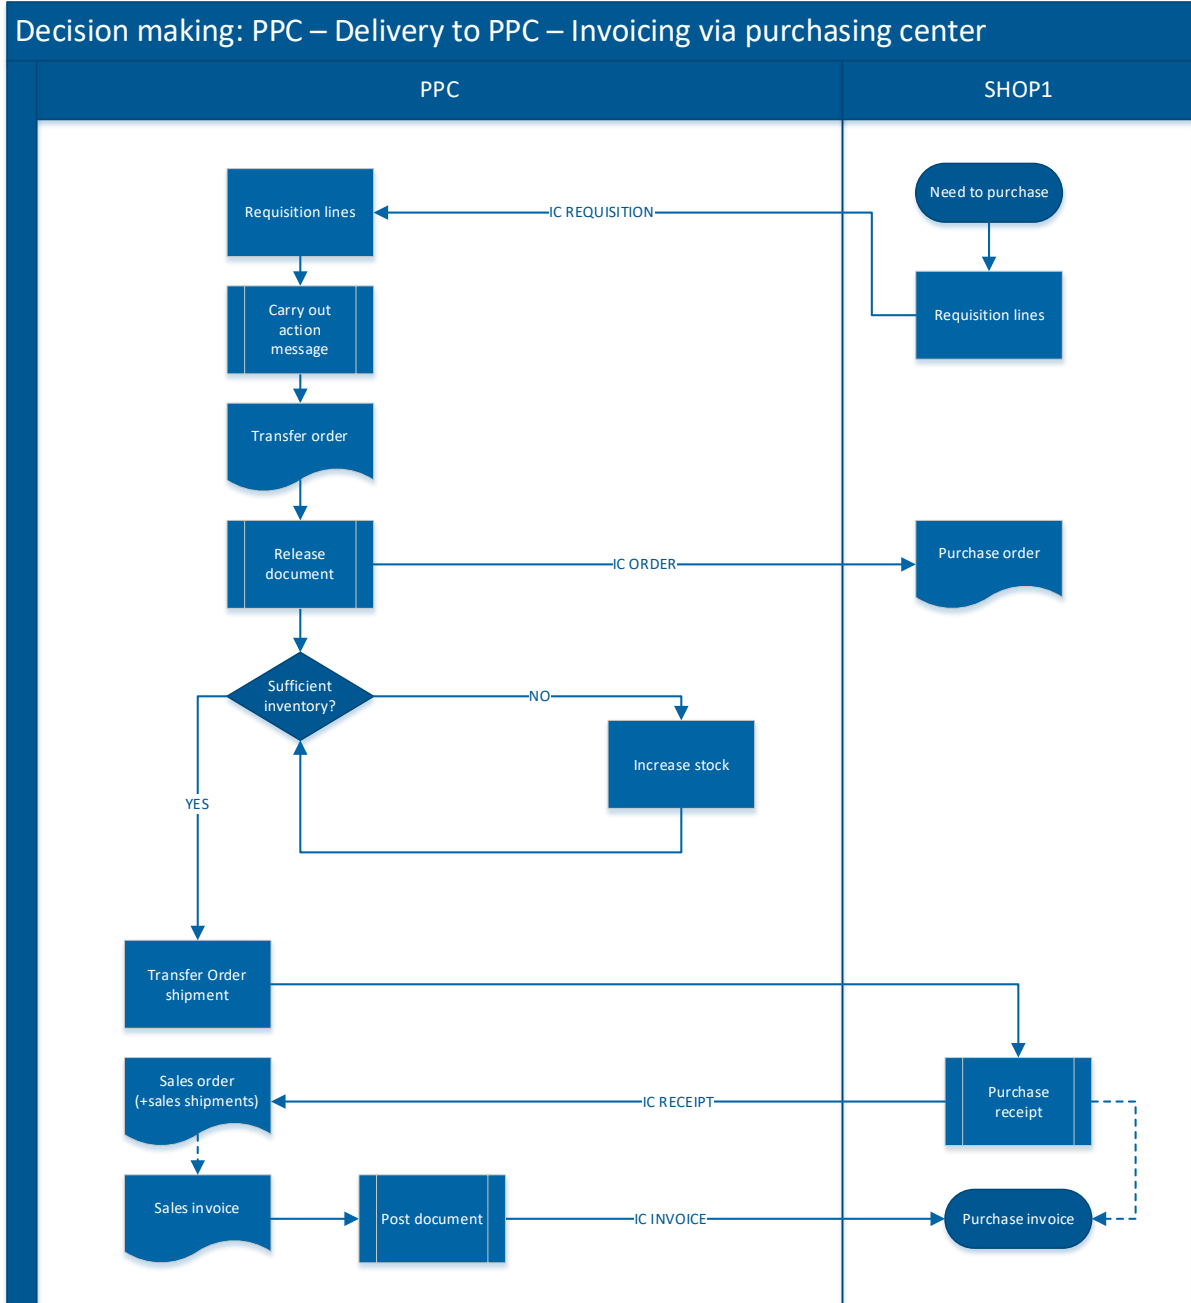 Decision making: PPC – Delivery to PPC – Invoicing via purchasing center
PPC
SHOP1
Need to purchase
Requisition lines
IC REQUISITION
Requisition lines
Carry out
action
message
Transfer order
Release
document
IC ORDER
Purchase order
Sufficient
inventory?
NO
Increase stock
YES
Transfer Order
shipment
Sales order
(+sales shipments)
IC RECEIPT
Purchase
receipt
Sales invoice
Post document
IC INVOICE
Purchase invoice